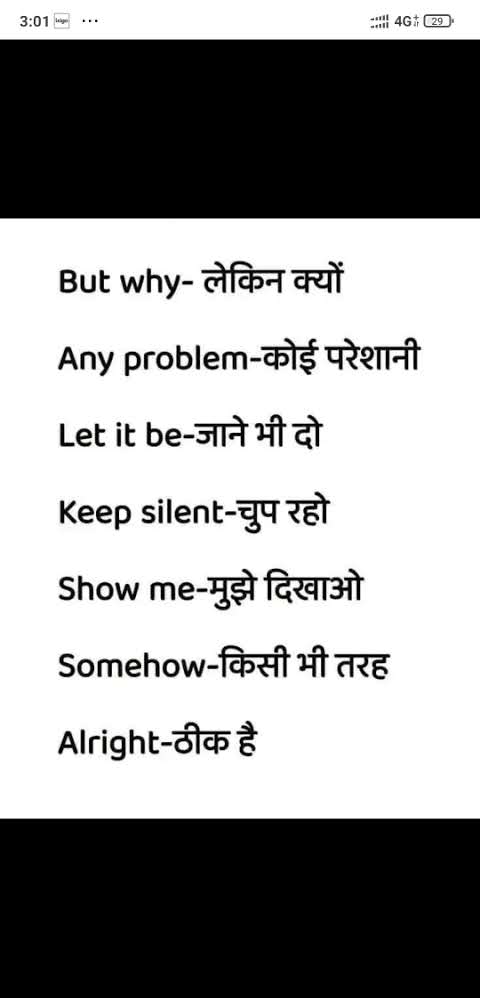 3:01 ... 4G 29
But why- लेकिन क्यों
Any problem-कोई परेशानी
Let it be-जाने भी दो
Keep silent-चुप रहो
Show me-मुझे दिखाओ
Somehow-किसी भी तरह
Alright-ठीक है